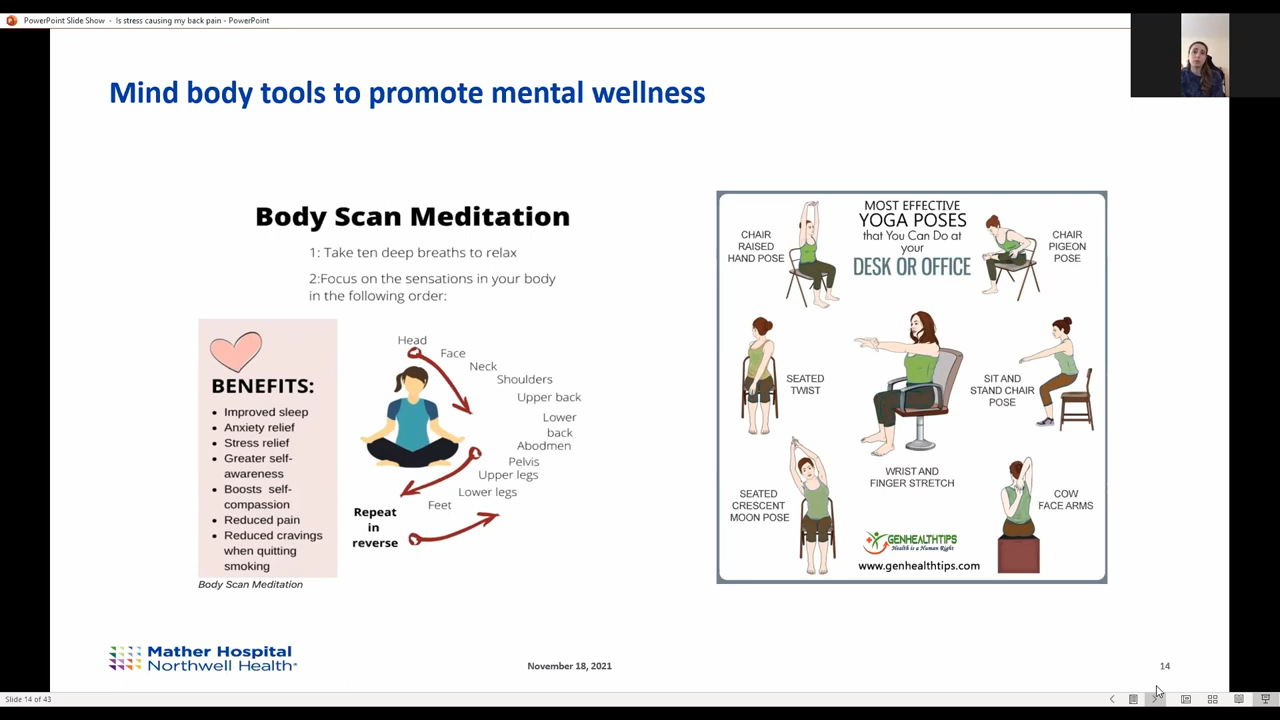 PowerPoint Slide Show - Is stress causing my back pain - PowerPoint
Mind body tools to promote mental wellness
Body Scan Meditation
1: Take ten deep breaths to relax
2:Focus on the sensations in your body
in the following order:
BENEFITS:
• Improved sleep
• Anxiety relief
• Stress relief
• Greater self-
awareness
• Boosts self-
compassion
• Reduced pain
• Reduced cravings
when quitting
smoking
Head
Face
Neck
Shoulders
Upper back
Lower
back
Abodmen
Pelvis
Upper legs
Lower legs
Feet
Repeat
in
reverse
Body Scan Meditation
MOST EFFECTIVE
YOGA POSES
that You Can Do at
your
DESK OR OFFICE
CHAIR
RAISED
HAND POSE
CHAIR
PIGEON
POSE
SEATED
TWIST
SIT AND
STAND CHAIR
POSE
WRIST AND
FINGER STRETCH
SEATED
CRESCENT
MOON POSE
COW
FACE ARMS
GENHEALTHTIPS
Health is a Human Right
www.genhealthtips.com
Mather Hospital
Northwell Health®
November 18, 2021
14
Slide 14 of 43